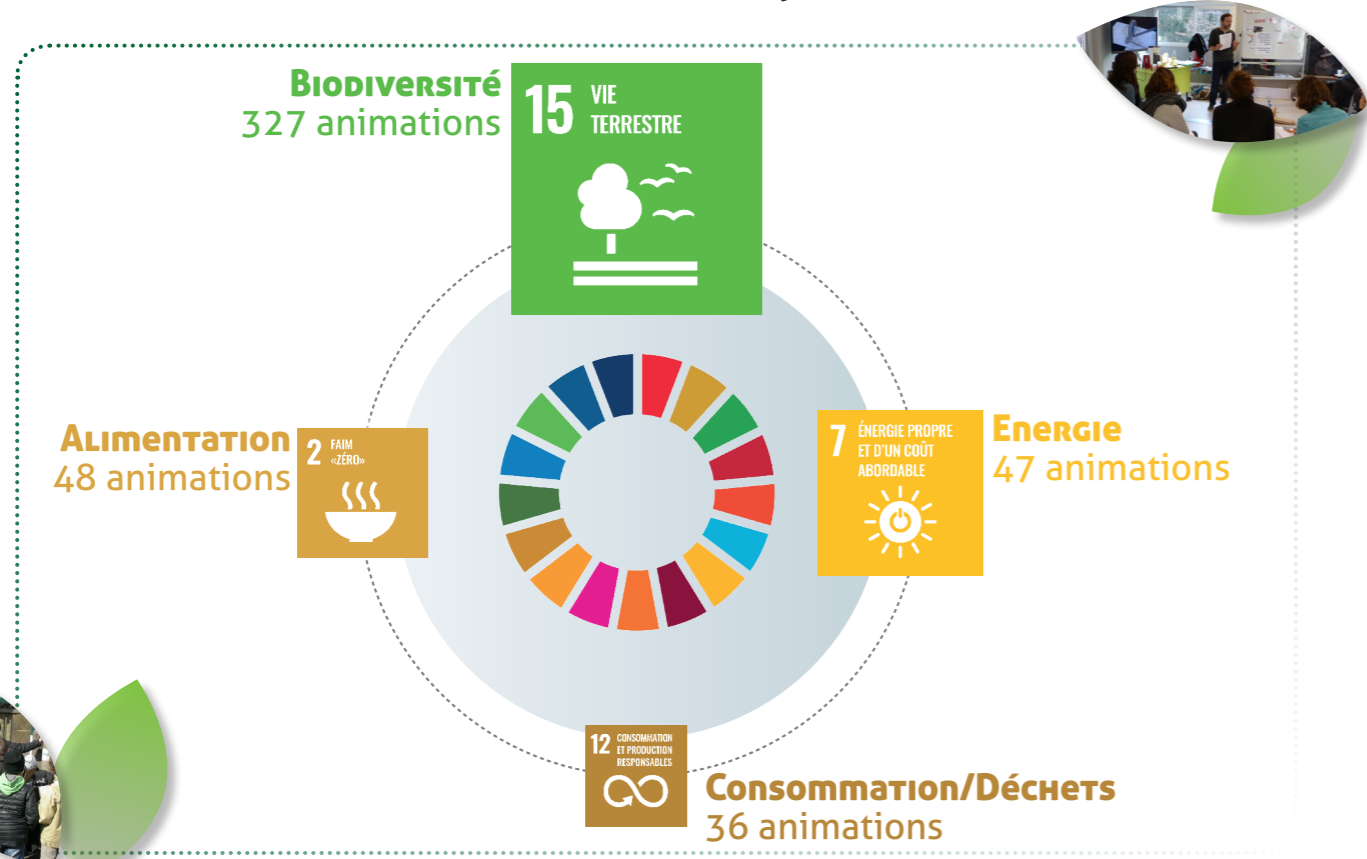 Biodiversité
327 animations
15 VIE
TERRESTRE
Alimentation
48 animations
2 FAIM
«ZÉRO»
7 ÉNERGIE PROPRE
ET D'UN COÛT
ABORDABLE
Energie
47 animations
12 CONSOMMATION
ET PRODUCTION
RESPONSABLES
Consommation/Déchets
36 animations